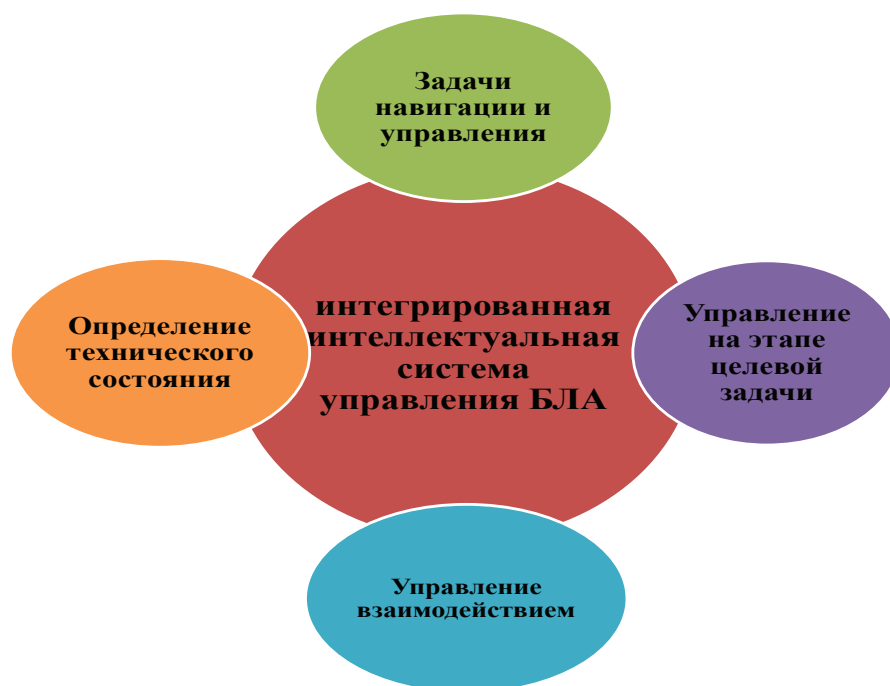 Задачи
навигации и
управления
Определение
технического
состояния
интегрированная
интеллектуальная
система
управления БЛА
Управление
на этапе
целевой
задачи
Управление
взаимодействием